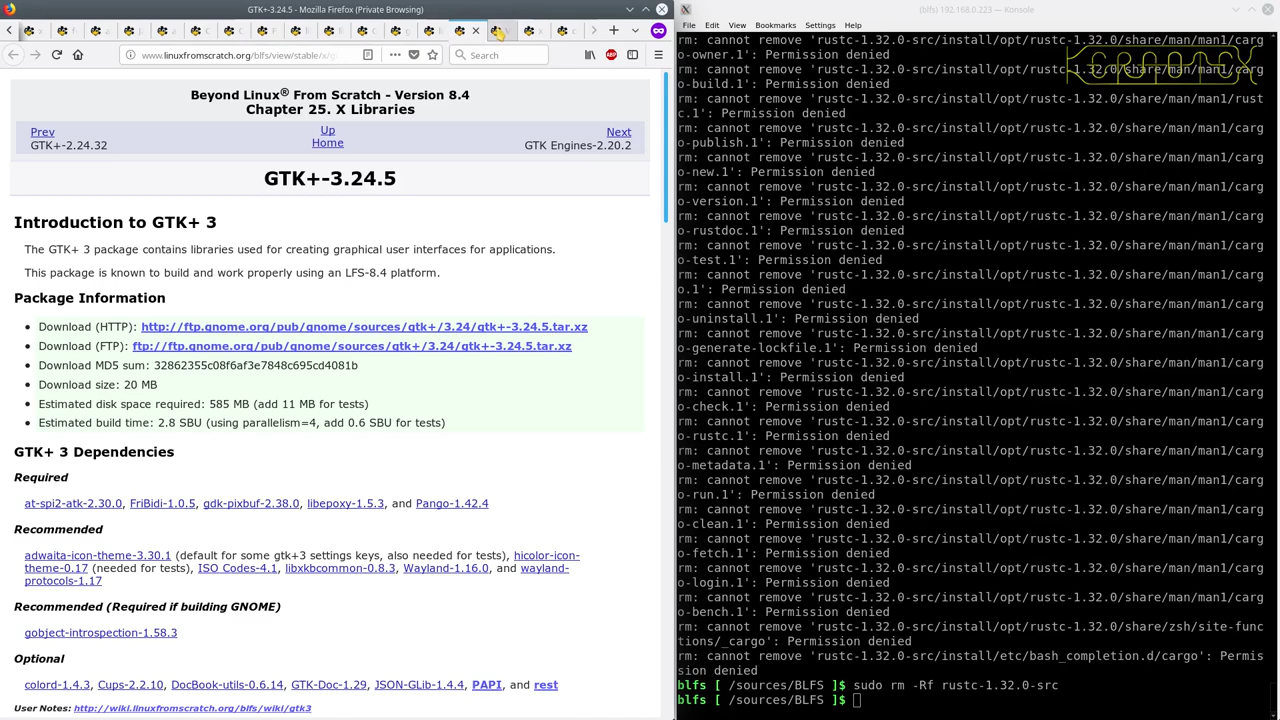 GTK+-3.24.5 - Mozilla Firefox (Private Browsing)
www.linuxfromscratch.org/blfs/view/stable/x/g
Search
Beyond Linux® From Scratch - Version 8.4
Chapter 25. X Libraries
Prev
Up
Next
GTK+-2.24.32
Home
GTK Engines-2.20.2
GTK+-3.24.5
Introduction to GTK+ 3
The GTK+ 3 package contains libraries used for creating graphical user interfaces for applications.
This package is known to build and work properly using an LFS-8.4 platform.
Package Information
Download (HTTP): http://ftp.gnome.org/pub/gnome/sources/gtk+/3.24/gtk+-3.24.5.tar.xz
Download (FTP): ftp://ftp.gnome.org/pub/gnome/sources/gtk+/3.24/gtk+-3.24.5.tar.xz
Download MD5 sum: 32862355c08f6af3e7848c695cd4081b
Download size: 20 MB
Estimated disk space required: 585 MB (add 11 MB for tests)
Estimated build time: 2.8 SBU (using parallelism=4, add 0.6 SBU for tests)
GTK+ 3 Dependencies
Required
at-spi2-atk-2.30.0, FriBidi-1.0.5, gdk-pixbuf-2.38.0, libepoxy-1.5.3, and Pango-1.42.4
Recommended
adwaita-icon-theme-3.30.1 (default for some gtk+3 settings keys, also needed for tests), hicolor-icon-
theme-0.17 (needed for tests), ISO Codes-4.1, libxkbcommon-0.8.3, Wayland-1.16.0, and wayland-
protocols-1.17
Recommended (Required if building GNOME)
gobject-introspection-1.58.3
Optional
colord-1.4.3, Cups-2.2.10, DocBook-utils-0.6.14, GTK-Doc-1.29, JSON-GLib-1.4.4, PAPI, and rest
User Notes: http://wiki.linuxfromscratch.org/blfs/wiki/gtk3
(blfs) 192.168.0.223 — Konsole
File Edit View Bookmarks Settings Help
rm: cannot remove 'rustc-1.32.0-src/install/opt/rustc-1.32.0/share/man/man1/carg
o-owner.1': Permission denied
rm: cannot remove 'rustc-1.32.0-src/install/opt/rustc-1.32.0/share/man/man1/carg
o-build.1': Permission denied
rm: cannot remove 'rustc-1.32.0-src/install/opt/rustc-1.32.0/share/man/man1/rust
c.1': Permission denied
rm: cannot remove 'rustc-1.32.0-src/install/opt/rustc-1.32.0/share/man/man1/carg
o-publish.1': Permission denied
rm: cannot remove 'rustc-1.32.0-src/install/opt/rustc-1.32.0/share/man/man1/carg
o-new.1': Permission denied
rm: cannot remove 'rustc-1.32.0-src/install/opt/rustc-1.32.0/share/man/man1/carg
o-version.1': Permission denied
rm: cannot remove 'rustc-1.32.0-src/install/opt/rustc-1.32.0/share/man/man1/carg
o-rustdoc.1': Permission denied
rm: cannot remove 'rustc-1.32.0-src/install/opt/rustc-1.32.0/share/man/man1/carg
o-test.1': Permission denied
rm: cannot remove 'rustc-1.32.0-src/install/opt/rustc-1.32.0/share/man/man1/carg
o.1': Permission denied
rm: cannot remove 'rustc-1.32.0-src/install/opt/rustc-1.32.0/share/man/man1/carg
o-uninstall.1': Permission denied
rm: cannot remove 'rustc-1.32.0-src/install/opt/rustc-1.32.0/share/man/man1/carg
o-generate-lockfile.1': Permission denied
rm: cannot remove 'rustc-1.32.0-src/install/opt/rustc-1.32.0/share/man/man1/carg
o-install.1': Permission denied
rm: cannot remove 'rustc-1.32.0-src/install/opt/rustc-1.32.0/share/man/man1/carg
o-check.1': Permission denied
rm: cannot remove 'rustc-1.32.0-src/install/opt/rustc-1.32.0/share/man/man1/carg
o-rustc.1': Permission denied
rm: cannot remove 'rustc-1.32.0-src/install/opt/rustc-1.32.0/share/man/man1/carg
o-metadata.1': Permission denied
rm: cannot remove 'rustc-1.32.0-src/install/opt/rustc-1.32.0/share/man/man1/carg
o-run.1': Permission denied
rm: cannot remove 'rustc-1.32.0-src/install/opt/rustc-1.32.0/share/man/man1/carg
o-clean.1': Permission denied
rm: cannot remove 'rustc-1.32.0-src/install/opt/rustc-1.32.0/share/man/man1/carg
o-fetch.1': Permission denied
rm: cannot remove 'rustc-1.32.0-src/install/opt/rustc-1.32.0/share/man/man1/carg
o-login.1': Permission denied
rm: cannot remove 'rustc-1.32.0-src/install/opt/rustc-1.32.0/share/man/man1/carg
o-bench.1': Permission denied
rm: cannot remove 'rustc-1.32.0-src/install/opt/rustc-1.32.0/share/zsh/site-func
tions/_cargo': Permission denied
rm: cannot remove 'rustc-1.32.0-src/install/etc/bash_completion.d/cargo': Permis
sion denied
blfs [ /sources/BLFS ]$ sudo rm -Rf rustc-1.32.0-src
blfs [ /sources/BLFS ]$